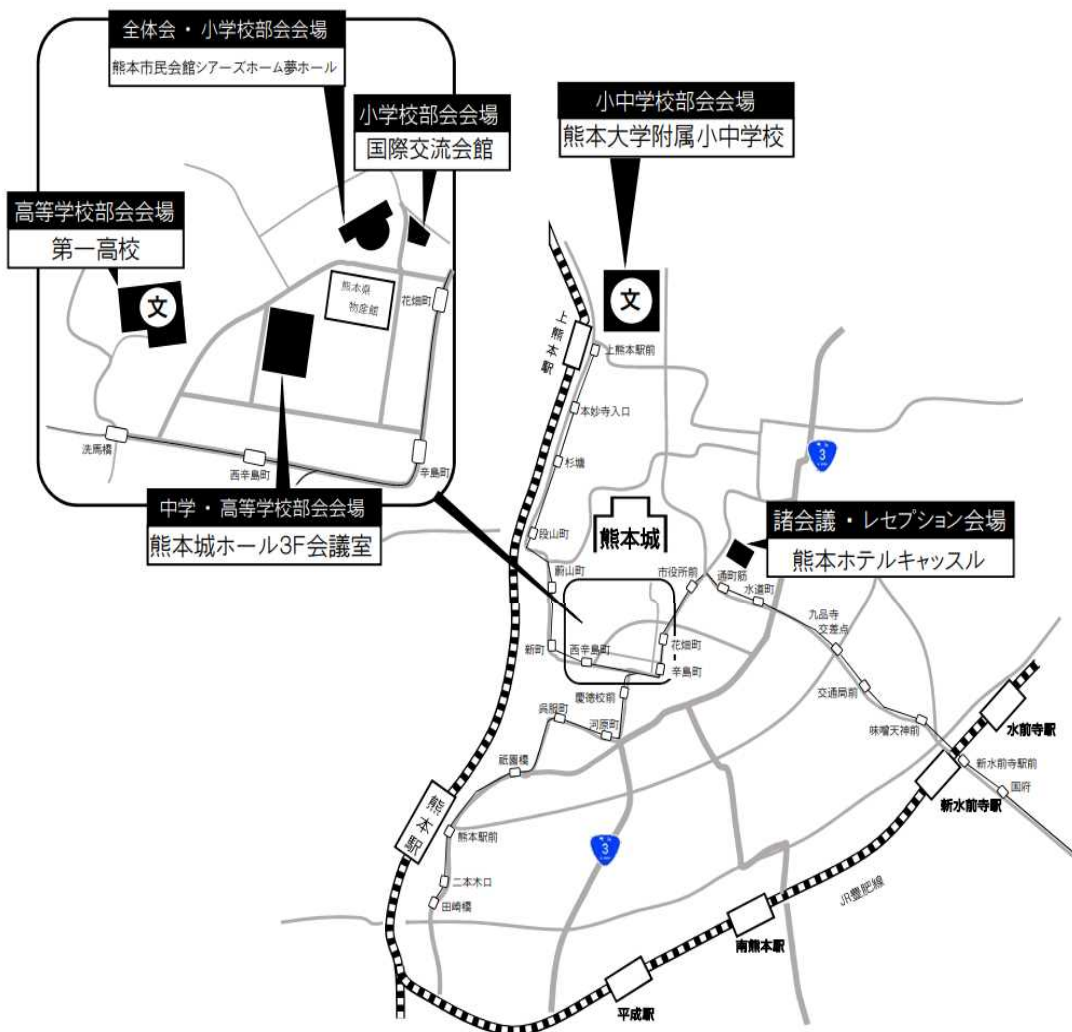 全体会・小学校部会会場
熊本市民会館シアーズホーム夢ホール
小学校部会会場
国際交流会館
小中学校部会会場
熊本大学附属小中学校
高等学校部会会場
第一高校
文
熊本県
物産館
花畑町
洗馬橋
西辛島町
辛島町
中学・高等学校部会会場
熊本城ホール3F会議室
文
上熊本駅
上熊本駅前
本妙寺入口
杉塘
段山町
蔚山町
新町
西辛島町
熊本城
3
諸会議・レセプション会場
熊本ホテルキャッスル
市役所前
通町筋
水道町
九品寺
交差点
花畑町
辛島町
交通局前
慶徳校前
呉服町
河原町
味噌天神前
水前寺駅
新水前寺駅前
国府
新水前寺駅
祇園橋
熊本駅
熊本駅前
3
二本木口
田崎橋
JR豊肥線
南熊本駅
平成駅